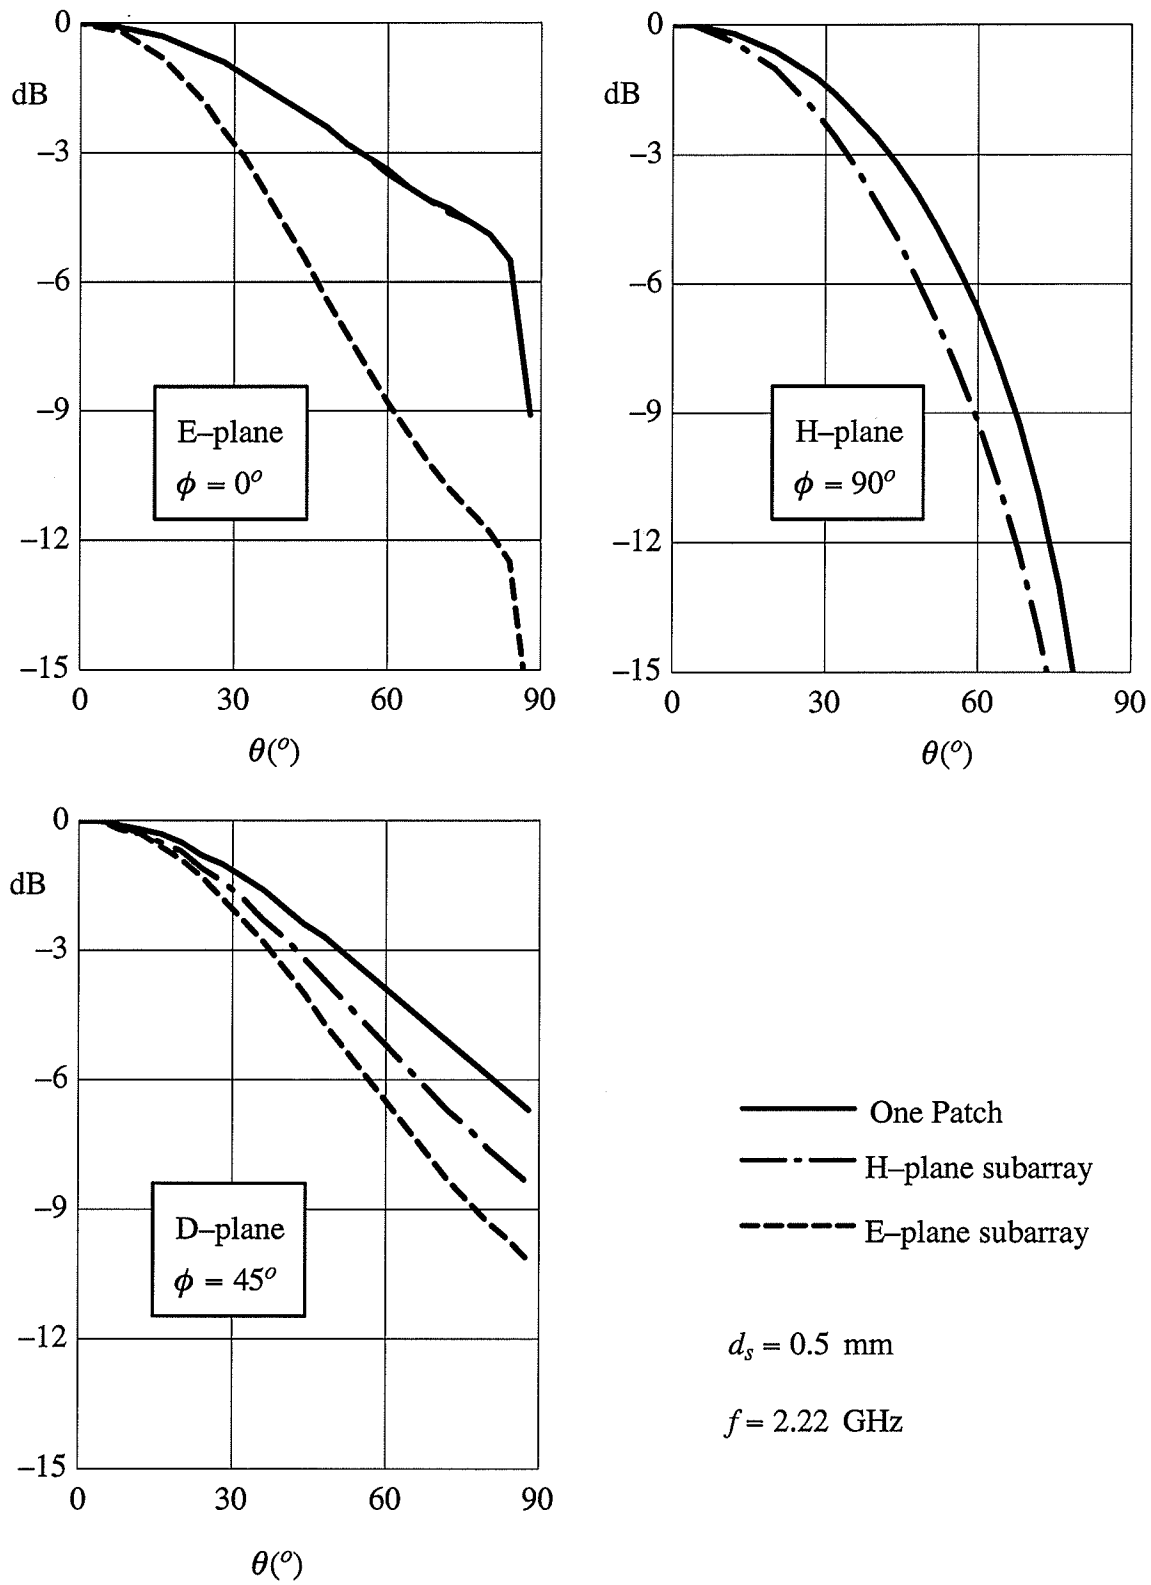 0
dB
–3
–6
–9
–12
–15
0 30 60 90
θ(°)
E–plane
ϕ = 0°
0
dB
–3
–6
–9
–12
–15
0 30 60 90
θ(°)
H–plane
ϕ = 90°
0
dB
–3
–6
–9
–12
–15
0 30 60 90
θ(°)
D–plane
ϕ = 45°
One Patch
H–plane subarray
E–plane subarray
dₛ = 0.5 mm
f = 2.22 GHz